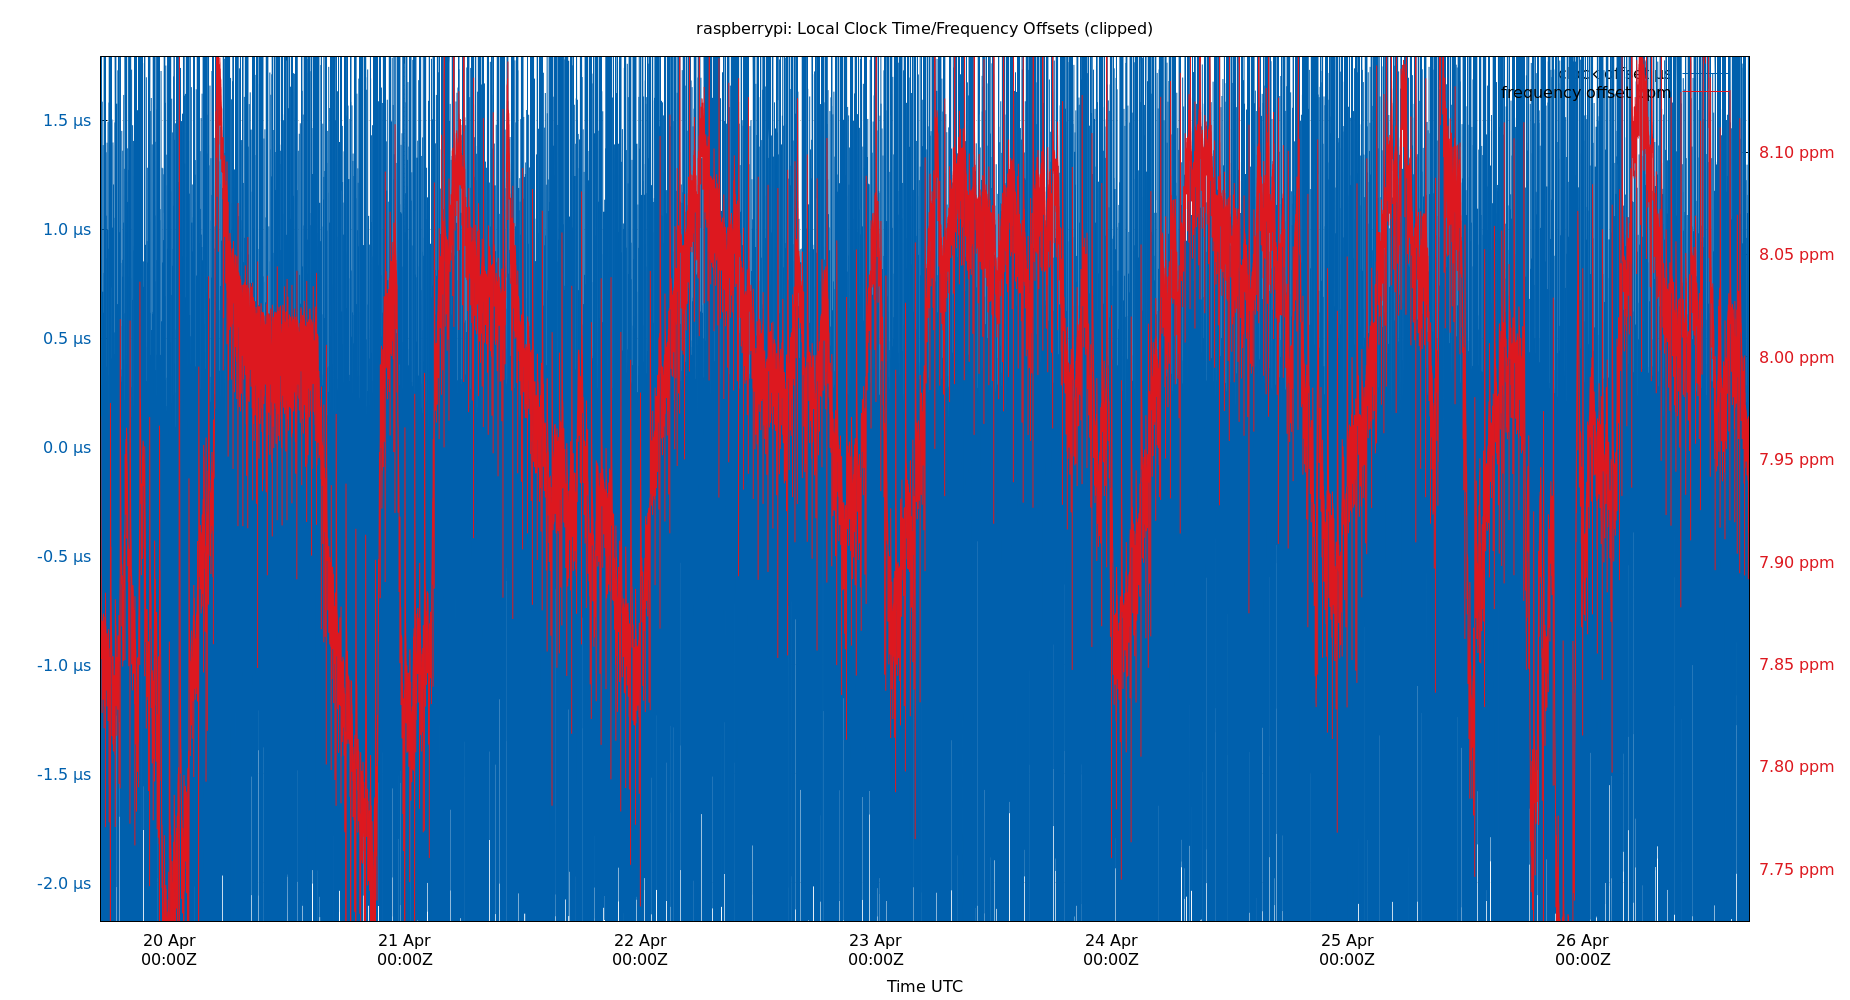 raspberrypi: Local Clock Time/Frequency Offsets (clipped)
clock offset µs
frequency offset ppm
1.5 µs
1.0 µs
0.5 µs
0.0 µs
-0.5 µs
-1.0 µs
-1.5 µs
-2.0 µs
8.10 ppm
8.05 ppm
8.00 ppm
7.95 ppm
7.90 ppm
7.85 ppm
7.80 ppm
7.75 ppm
20 Apr
00:00Z
21 Apr
00:00Z
22 Apr
00:00Z
23 Apr
00:00Z
24 Apr
00:00Z
25 Apr
00:00Z
26 Apr
00:00Z
Time UTC